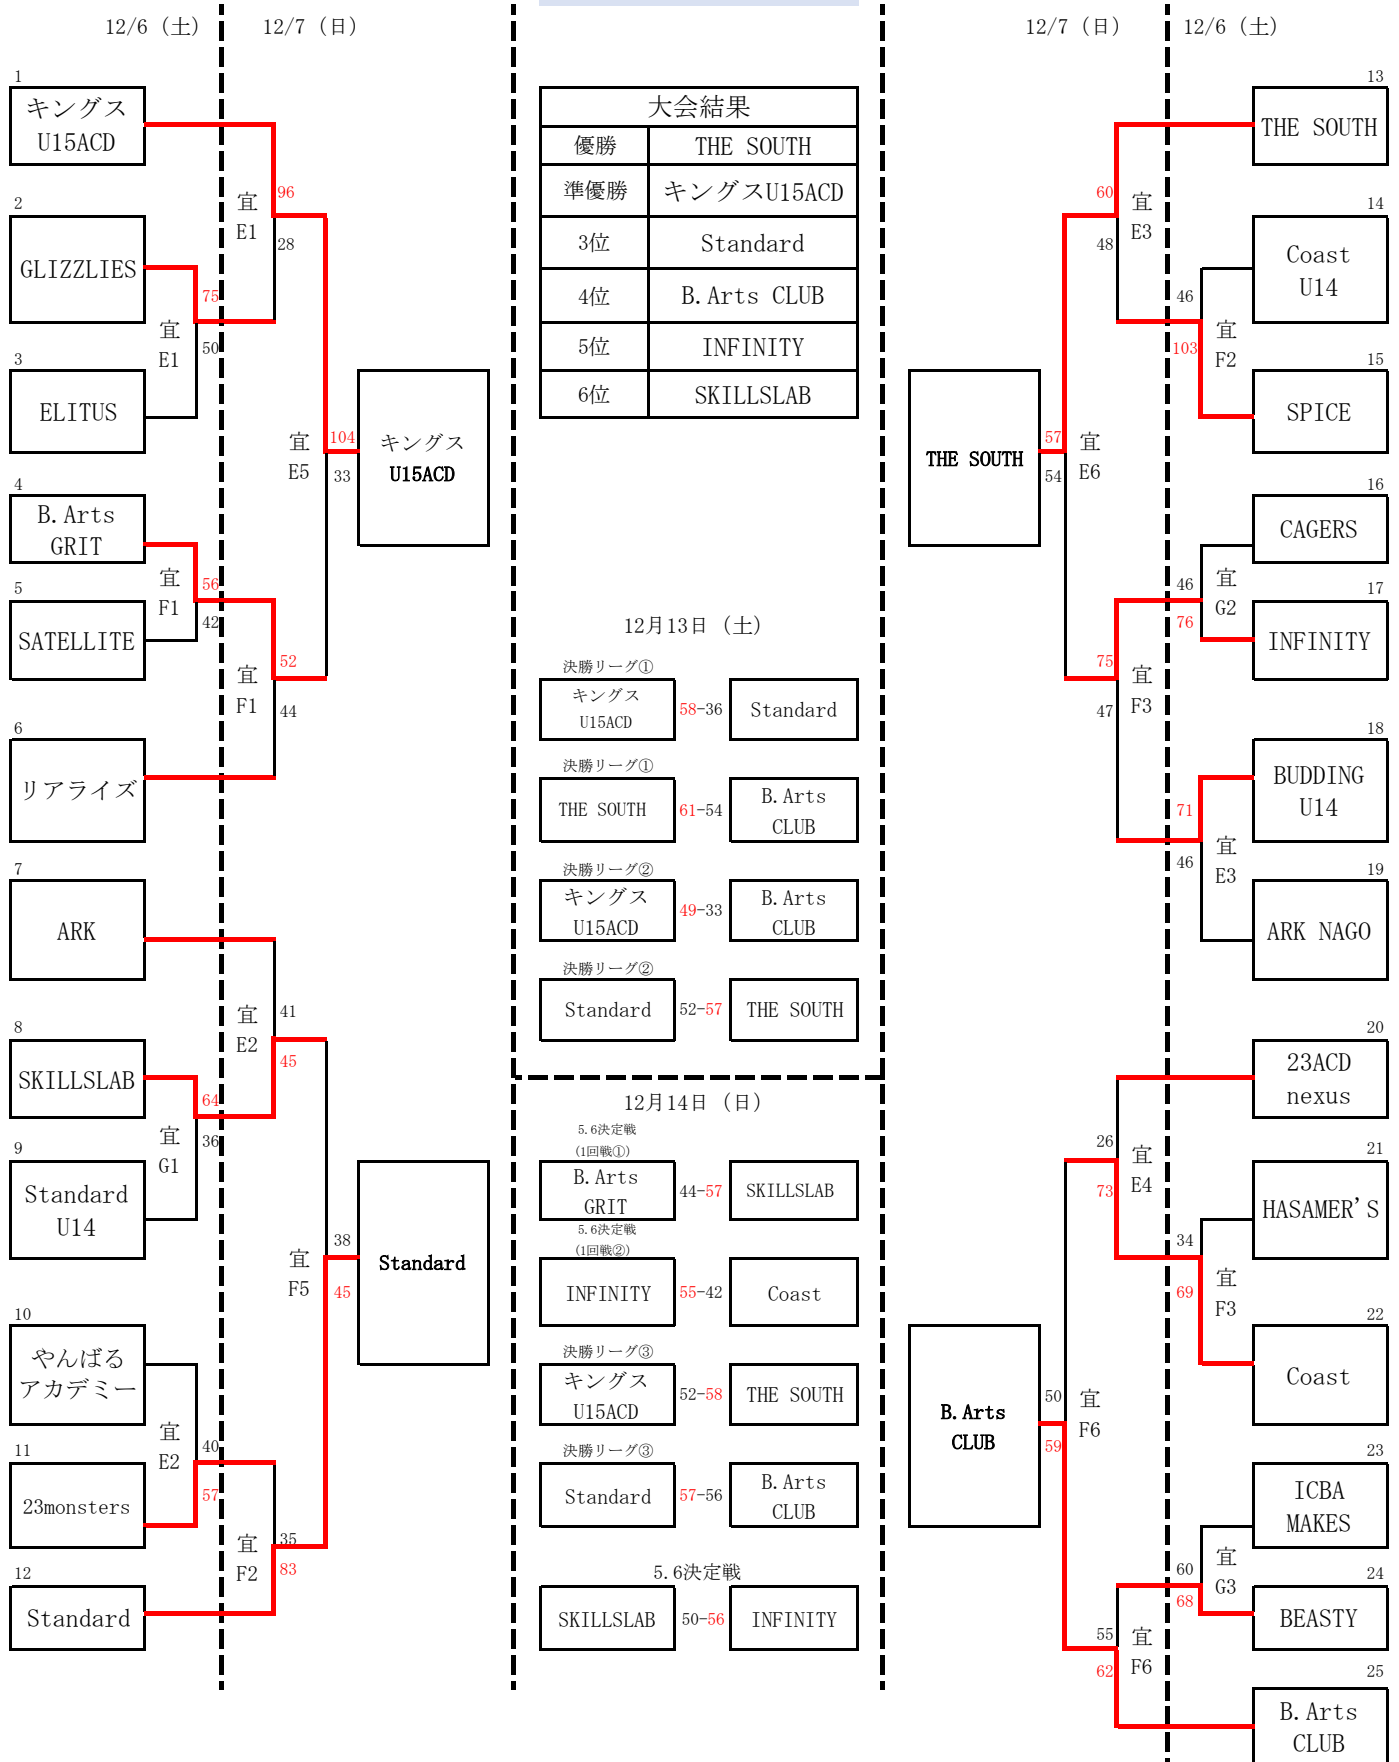 12/6（土）
12/7（日）
12/7（日）
12/6（土）
1
キングス
U15ACD
2
GLIZZLIES
3
ELITUS
4
B.Arts
GRIT
5
SATELLITE
6
リアライズ
7
ARK
8
SKILLSLAB
9
Standard
U14
10
やんばる
アカデミー
11
23monsters
12
Standard
75
宜
E1
50
56
宜
F1
42
64
宜
G1
36
宜
E2
40
57
宜
E1
96
28
宜
F1
52
44
宜
E2
41
45
宜
F2
35
83
宜
E5
104
33
宜
F5
38
45
キングス
U15ACD
Standard
大会結果
優勝
THE SOUTH
準優勝
キングスU15ACD
3位
Standard
4位
B.Arts CLUB
5位
INFINITY
6位
SKILLSLAB
12月13日（土）
決勝リーグ①
キングス
U15ACD
58-36
Standard
決勝リーグ①
THE SOUTH
61-54
B.Arts
CLUB
決勝リーグ②
キングス
U15ACD
49-33
B.Arts
CLUB
決勝リーグ②
Standard
52-57
THE SOUTH
12月14日（日）
5.6決定戦
(1回戦①)
B.Arts
GRIT
44-57
SKILLSLAB
5.6決定戦
(1回戦②)
INFINITY
55-42
Coast
決勝リーグ③
キングス
U15ACD
52-58
THE SOUTH
決勝リーグ③
Standard
57-56
B.Arts
CLUB
5.6決定戦
SKILLSLAB
50-56
INFINITY
THE SOUTH
B.Arts
CLUB
57
宜
E6
54
50
宜
F6
59
60
宜
E3
48
75
宜
F3
47
26
宜
E4
73
55
宜
F6
62
46
宜
F2
103
46
宜
G2
76
71
宜
E3
46
34
宜
F3
69
60
宜
G3
68
13
THE SOUTH
14
Coast
U14
15
SPICE
16
CAGERS
17
INFINITY
18
BUDDING
U14
19
ARK NAGO
20
23ACD
nexus
21
HASAMER'S
22
Coast
23
ICBA
MAKES
24
BEASTY
25
B.Arts
CLUB